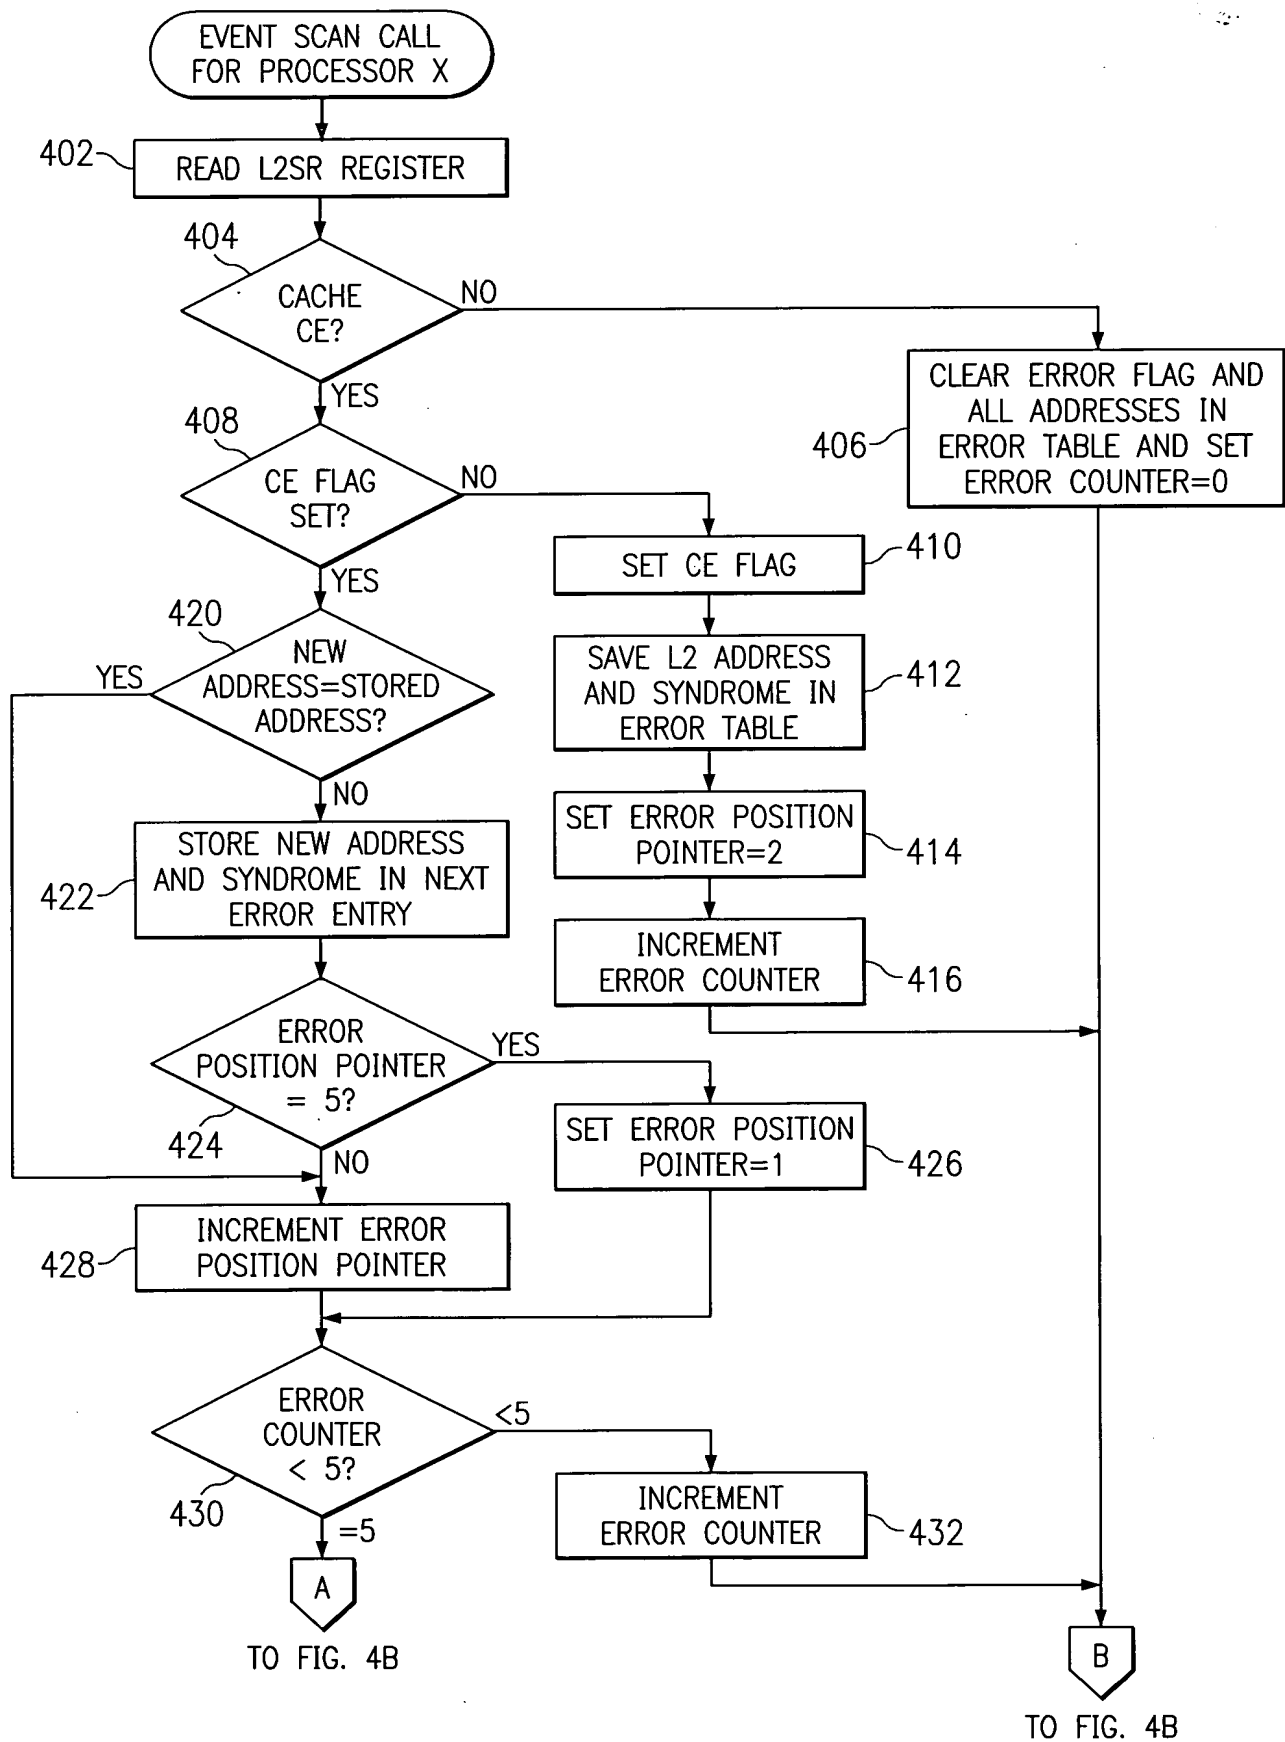 EVENT SCAN CALL
FOR PROCESSOR X
402
READ L2SR REGISTER
404
CACHE
CE?
NO
YES
CLEAR ERROR FLAG AND
ALL ADDRESSES IN
ERROR TABLE AND SET
ERROR COUNTER=0
406
408
CE FLAG
SET?
NO
YES
SET CE FLAG
410
420
NEW
ADDRESS=STORED
ADDRESS?
YES
NO
SAVE L2 ADDRESS
AND SYNDROME IN
ERROR TABLE
412
SET ERROR POSITION
POINTER=2
414
STORE NEW ADDRESS
AND SYNDROME IN NEXT
ERROR ENTRY
422
INCREMENT
ERROR COUNTER
416
ERROR
POSITION POINTER
= 5?
YES
424
NO
SET ERROR POSITION
POINTER=1
426
INCREMENT ERROR
POSITION POINTER
428
ERROR
COUNTER
< 5?
<5
430
=5
INCREMENT
ERROR COUNTER
432
A
TO FIG. 4B
B
TO FIG. 4B